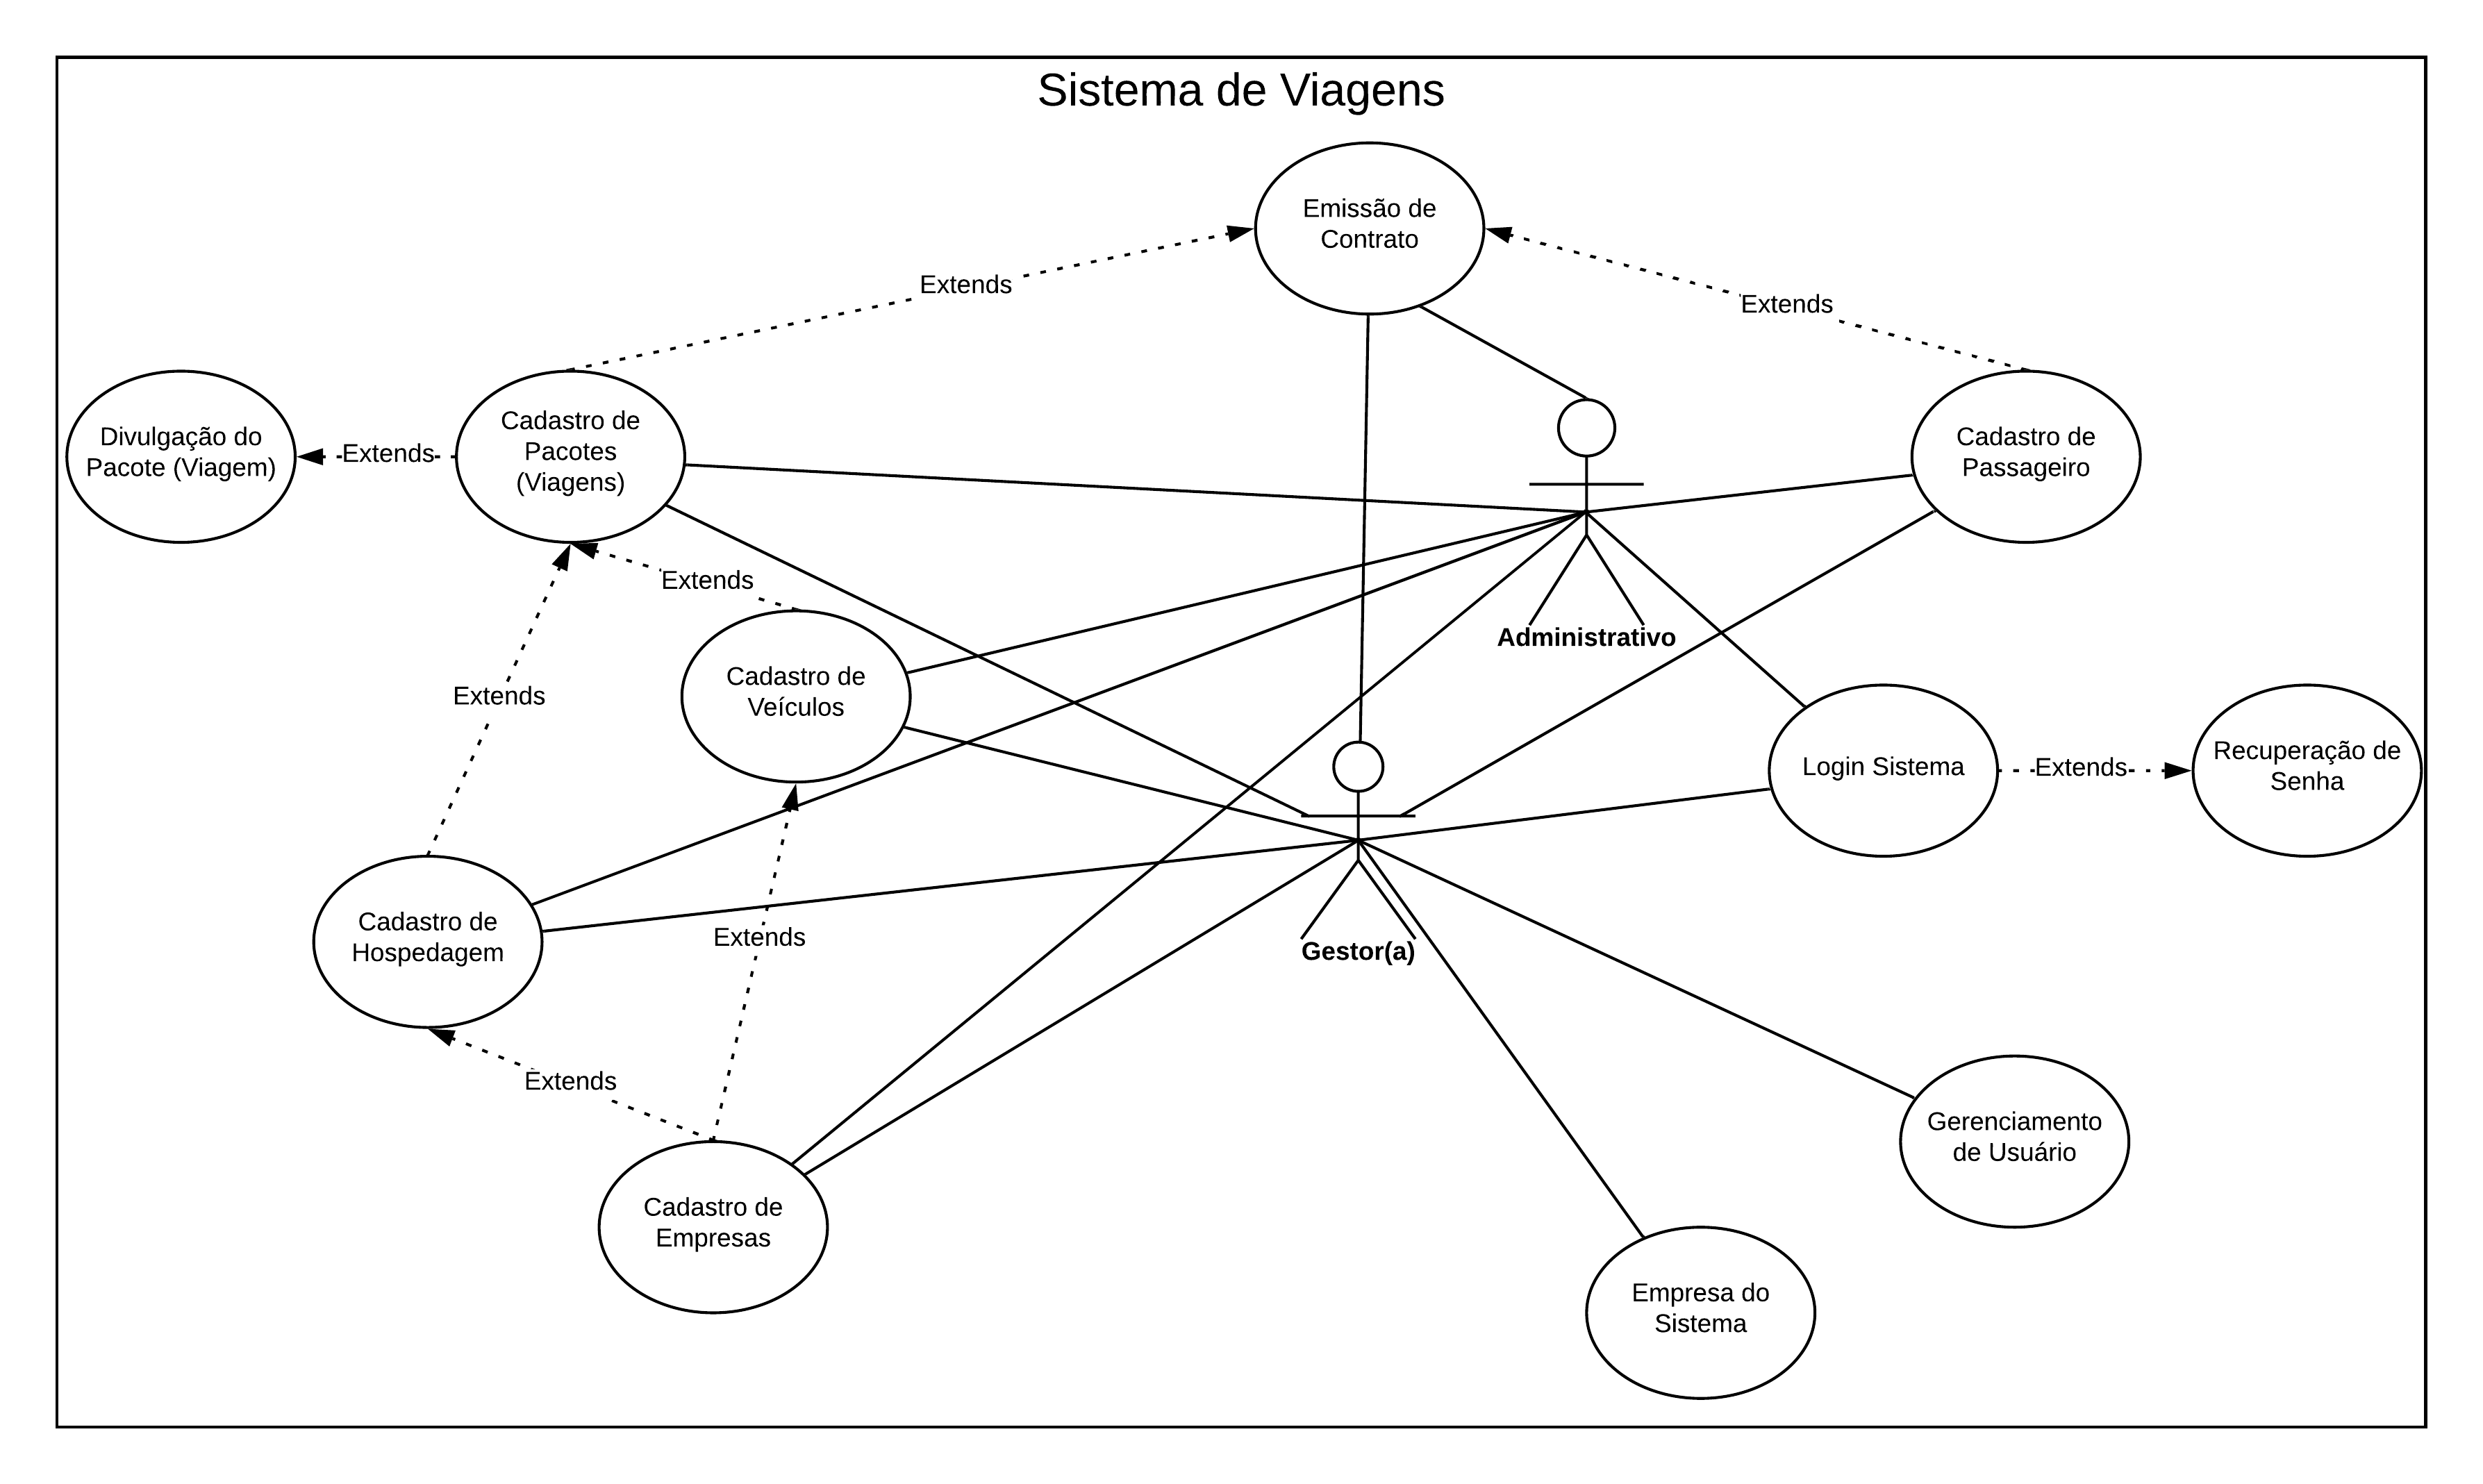 Sistema de Viagens
Emissão de
Contrato
Extends
Extends
Divulgação do
Pacote (Viagem)
Extends
Cadastro de
Pacotes
(Viagens)
Cadastro de
Passageiro
Extends
Administrativo
Cadastro de
Veículos
Extends
Login Sistema
Extends
Recuperação de
Senha
Cadastro de
Hospedagem
Extends
Gestor(a)
Extends
Gerenciamento
de Usuário
Cadastro de
Empresas
Empresa do
Sistema